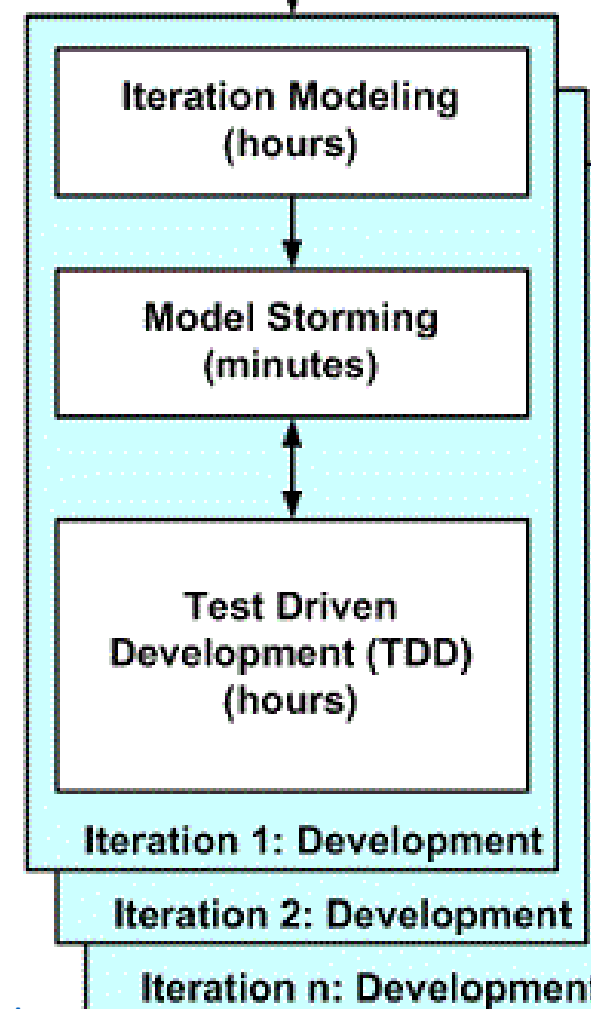 Iteration Modeling
(hours)
Model Storming
(minutes)
Test Driven
Development (TDD)
(hours)
Iteration 1: Development
Iteration 2: Development
Iteration n: Development